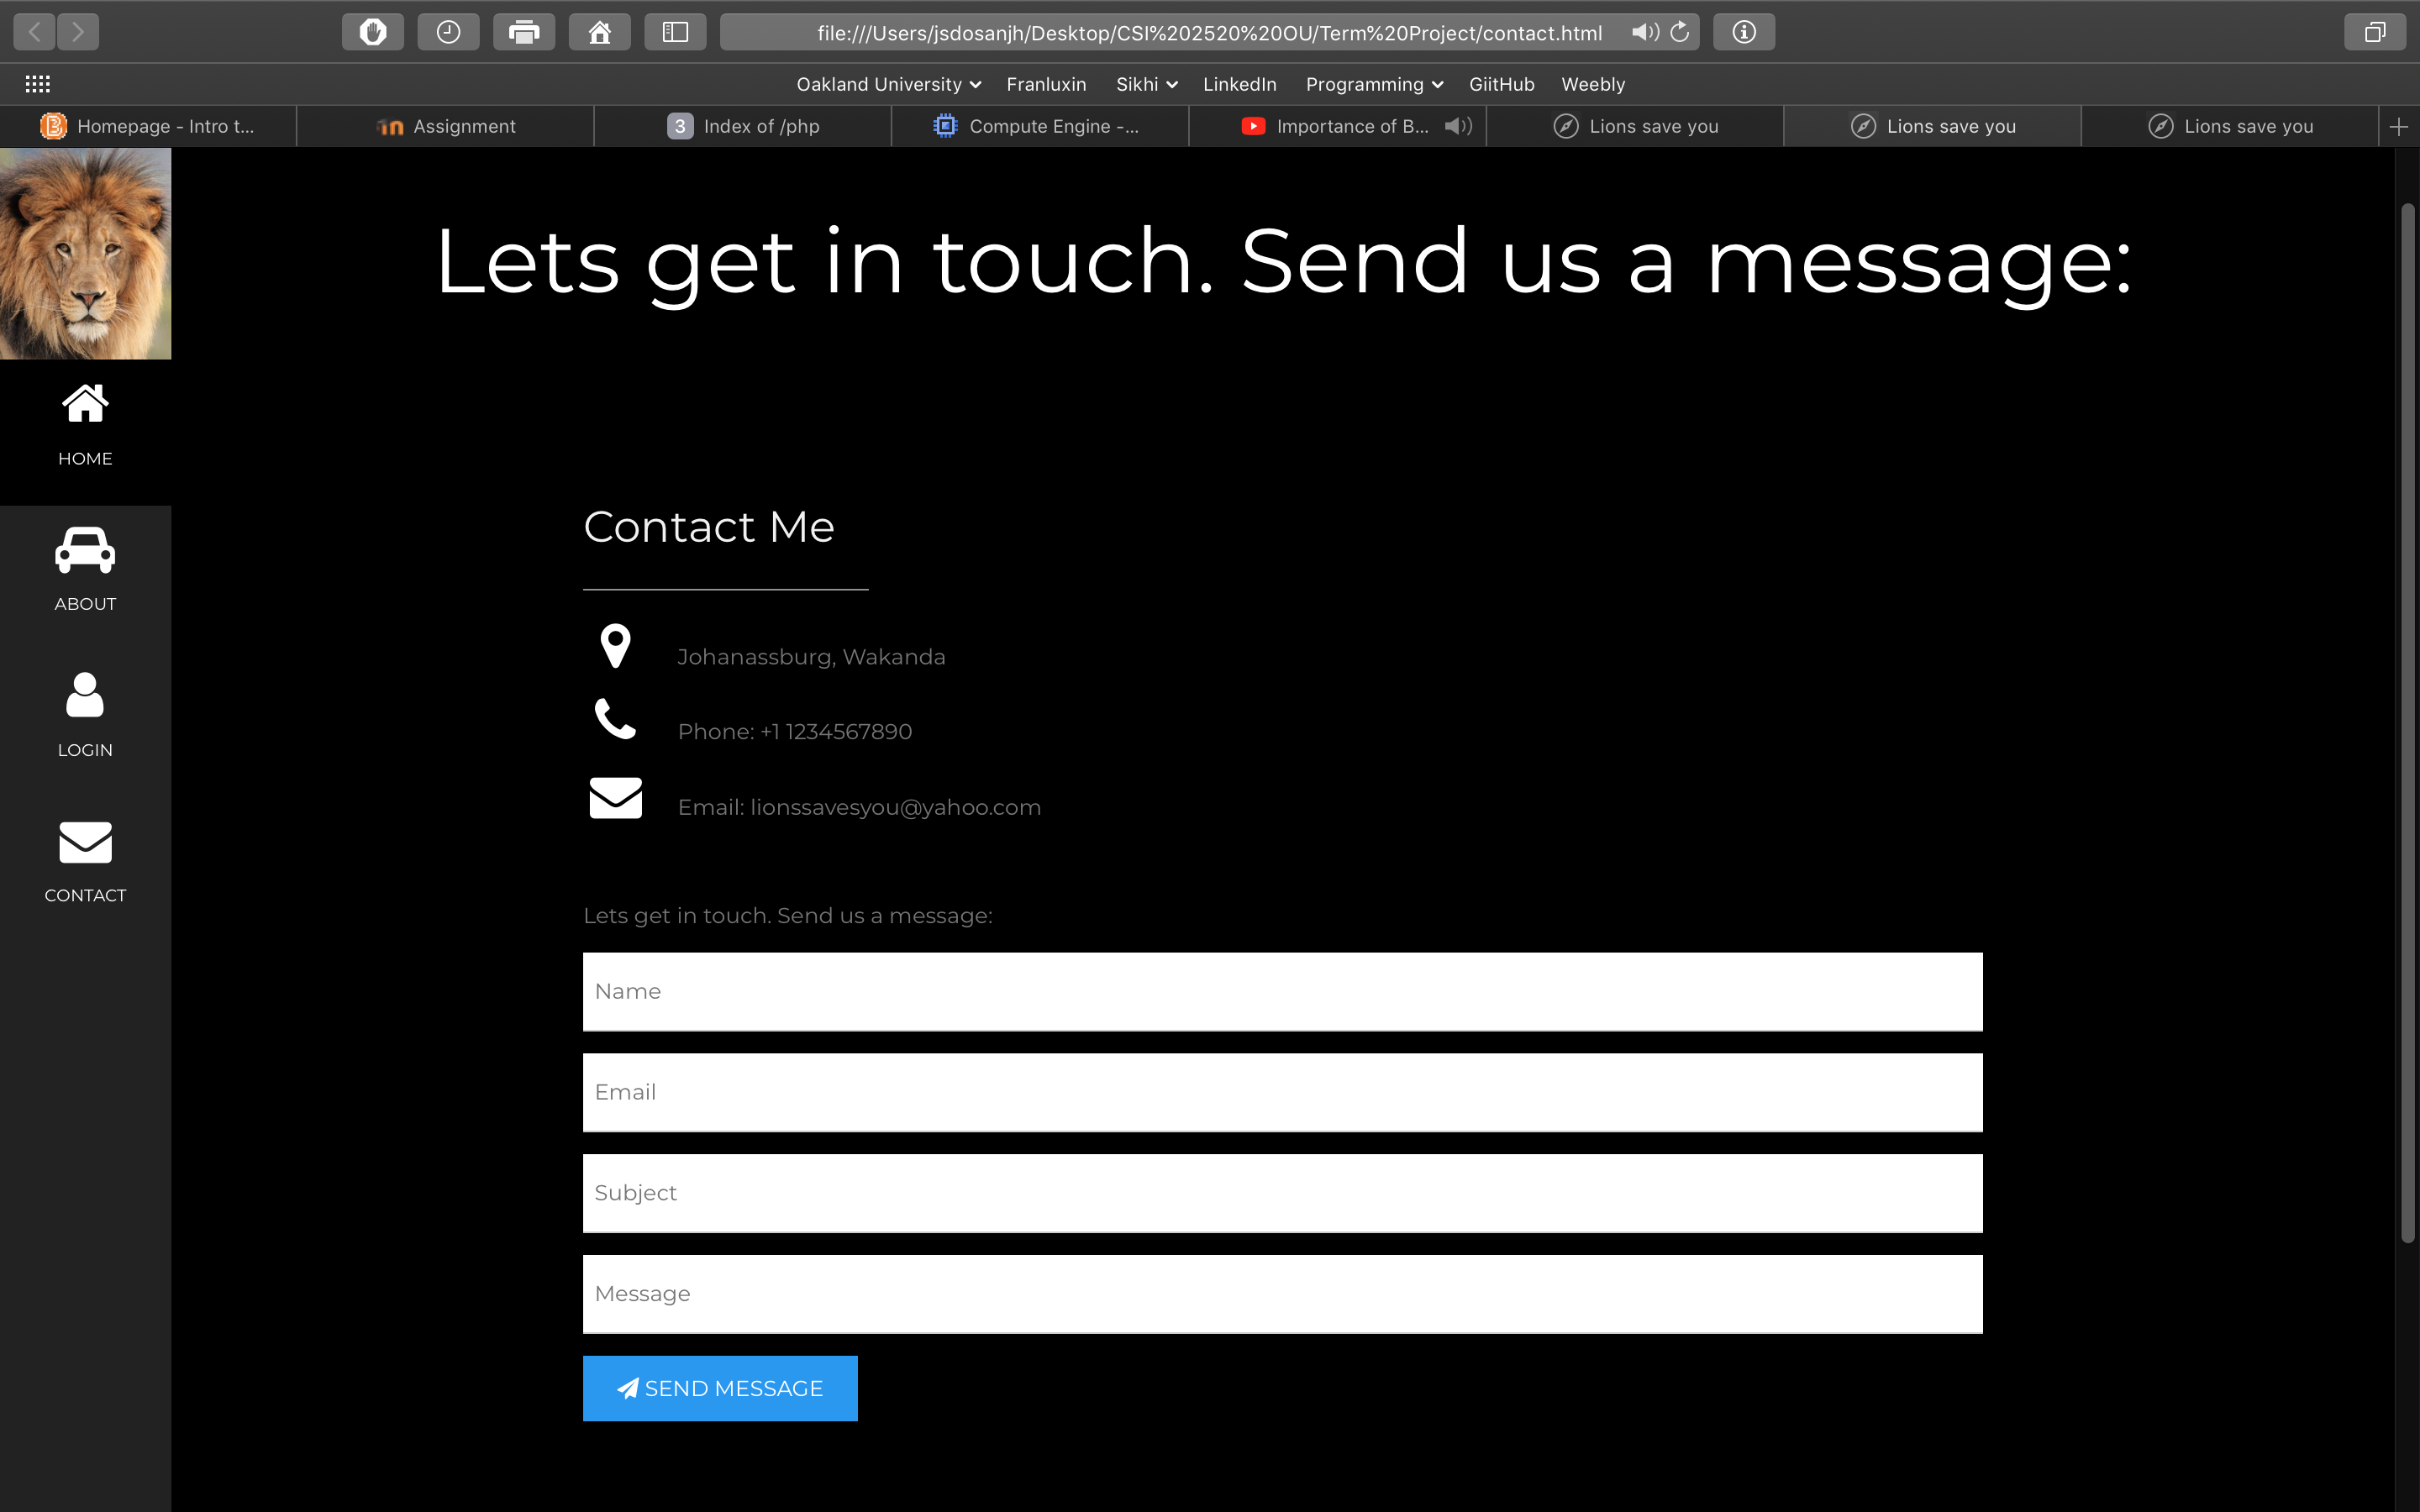 file:///Users/jsdosanjh/Desktop/CSI%202520%20OU/Term%20Project/contact.html
Oakland University Franluxin Sikhi LinkedIn Programming GiitHub Weebly
Homepage - Intro t... Assignment 3 Index of /php Compute Engine -... Importance of B... Lions save you Lions save you Lions save you
Lets get in touch. Send us a message:
HOME
ABOUT
LOGIN
CONTACT
Contact Me
Johanassburg, Wakanda
Phone: +1 1234567890
Email: lionssavesyou@yahoo.com
Lets get in touch. Send us a message:
Name
Email
Subject
Message
SEND MESSAGE